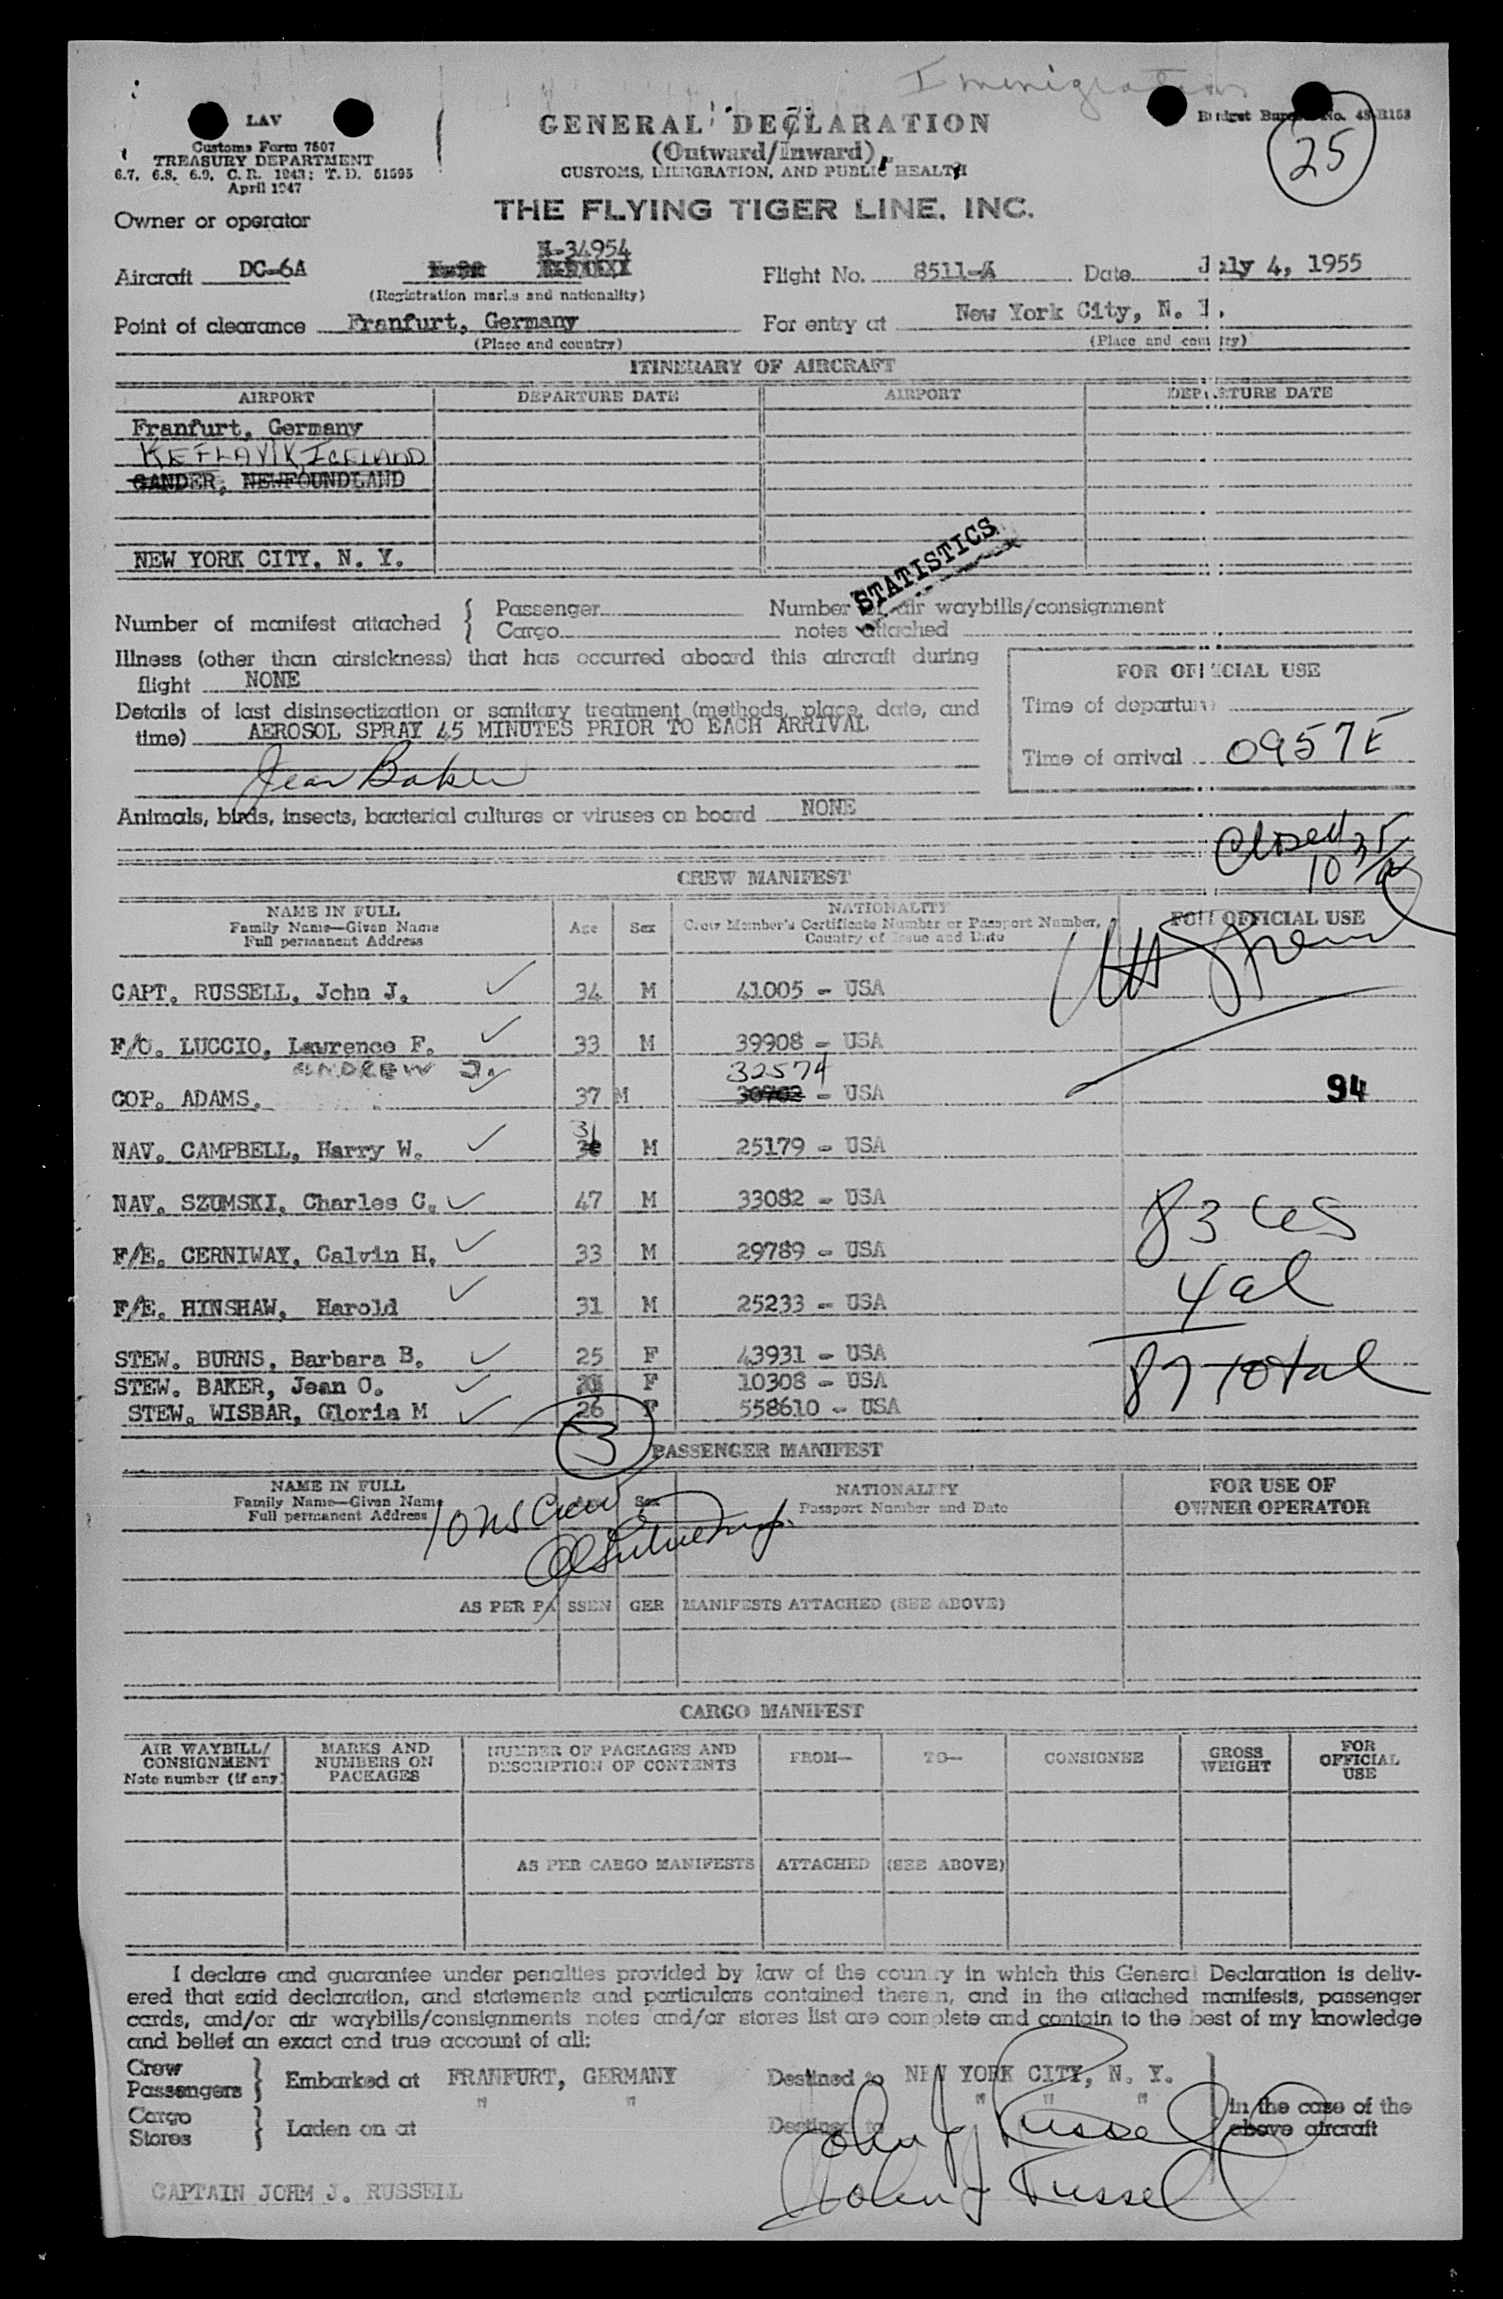 Immigration
LAV
Customs Form 7507
TREASURY DEPARTMENT
6.7, 6.8, 6.9, C. R. 1943; T. D. 51595
April 1947
GENERAL DECLARATION
(Outward/Inward)
CUSTOMS, IMMIGRATION, AND PUBLIC HEALTH
Budget Bureau No. 48-R158
25
THE FLYING TIGER LINE, INC.
Owner or operator
N-34954
Aircraft DC-6A Flight No. 8511-A Date July 4, 1955
(Registration marks and nationality)
Point of clearance Franfurt, Germany For entry at New York City, N. Y.
(Place and country) (Place and country)
ITINERARY OF AIRCRAFT
AIRPORT DEPARTURE DATE AIRPORT DEPARTURE DATE
Franfurt, Germany
KEFLAVIK, ICELAND
GANDER, NEWFOUNDLAND
NEW YORK CITY, N. Y.
STATISTICS
Number of manifest attached { Passenger Number of air waybills/consignment
Cargo notes attached
Illness (other than airsickness) that has occurred aboard this aircraft during
flight NONE
Details of last disinsectization or sanitary treatment (methods, place, date, and
time) AEROSOL SPRAY 45 MINUTES PRIOR TO EACH ARRIVAL
Jean Baker
FOR OFFICIAL USE
Time of departure
Time of arrival 0957E
Animals, birds, insects, bacterial cultures or viruses on board NONE
Closed
10
CREW MANIFEST
NAME IN FULL
Family Name—Given Name
Full permanent Address
Age Sex
NATIONALITY
Crew Member's Certificate Number or Passport Number,
Country of Issue and Date
FOR OFFICIAL USE
CAPT. RUSSELL, John J. 34 M 41005 - USA
F/O. LUCCIO, Lawrence F. 33 M 39908 - USA
ANDREW J. 32574
COP. ADAMS. 37 M 30702 - USA 94
31
NAV. CAMPBELL, Harry W. M 25179 - USA
NAV. SZUMSKI, Charles C. 47 M 33082 - USA
83 Ces
F/E. CERNIWAY, Calvin H. 33 M 29789 - USA
4 al
F/E. HINSHAW, Harold 31 M 25233 - USA
87 total
STEW. BURNS, Barbara B. 25 F 43931 - USA
STEW. BAKER, Jean O. F 10308 - USA
STEW. WISBAR, Gloria M 26 F 558610 - USA
3
PASSENGER MANIFEST
NAME IN FULL
Family Name—Given Name
Full permanent Address
Sex
NATIONALITY
Passport Number and Date
FOR USE OF
OWNER OPERATOR
10 US Crew
AS PER PASSENGER MANIFESTS ATTACHED (SEE ABOVE)
CARGO MANIFEST
AIR WAYBILL/
CONSIGNMENT
Note number (if any)
MARKS AND
NUMBERS ON
PACKAGES
NUMBER OF PACKAGES AND
DESCRIPTION OF CONTENTS
FROM— TO— CONSIGNEE
GROSS
WEIGHT
FOR
OFFICIAL
USE
AS PER CARGO MANIFESTS ATTACHED (SEE ABOVE)
I declare and guarantee under penalties provided by law of the country in which this General Declaration is deliv-
ered that said declaration, and statements and particulars contained therein, and in the attached manifests, passenger
cards, and/or air waybills/consignments notes and/or stores list are complete and contain to the best of my knowledge
and belief an exact and true account of all:
Crew
Passengers } Embarked at FRANFURT, GERMANY Destined to NEW YORK CITY, N. Y.
" " " " "
Cargo
Stores } Laden on at Destined to
in the case of the
above aircraft
John J Russell
John J Russell
CAPTAIN JOHM J. RUSSELL